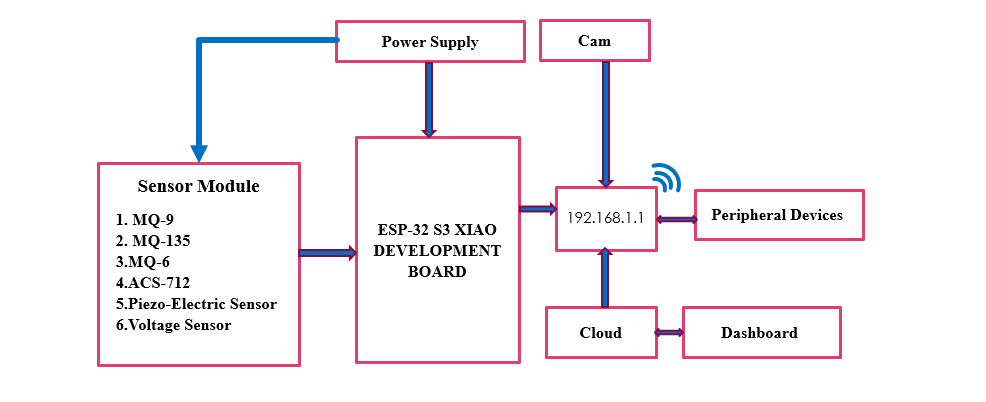 Power Supply
Cam
Sensor Module
1. MQ-9
2. MQ-135
3.MQ-6
4.ACS-712
5.Piezo-Electric Sensor
6.Voltage Sensor
ESP-32 S3 XIAO
DEVELOPMENT
BOARD
192.168.1.1
Peripheral Devices
Cloud
Dashboard